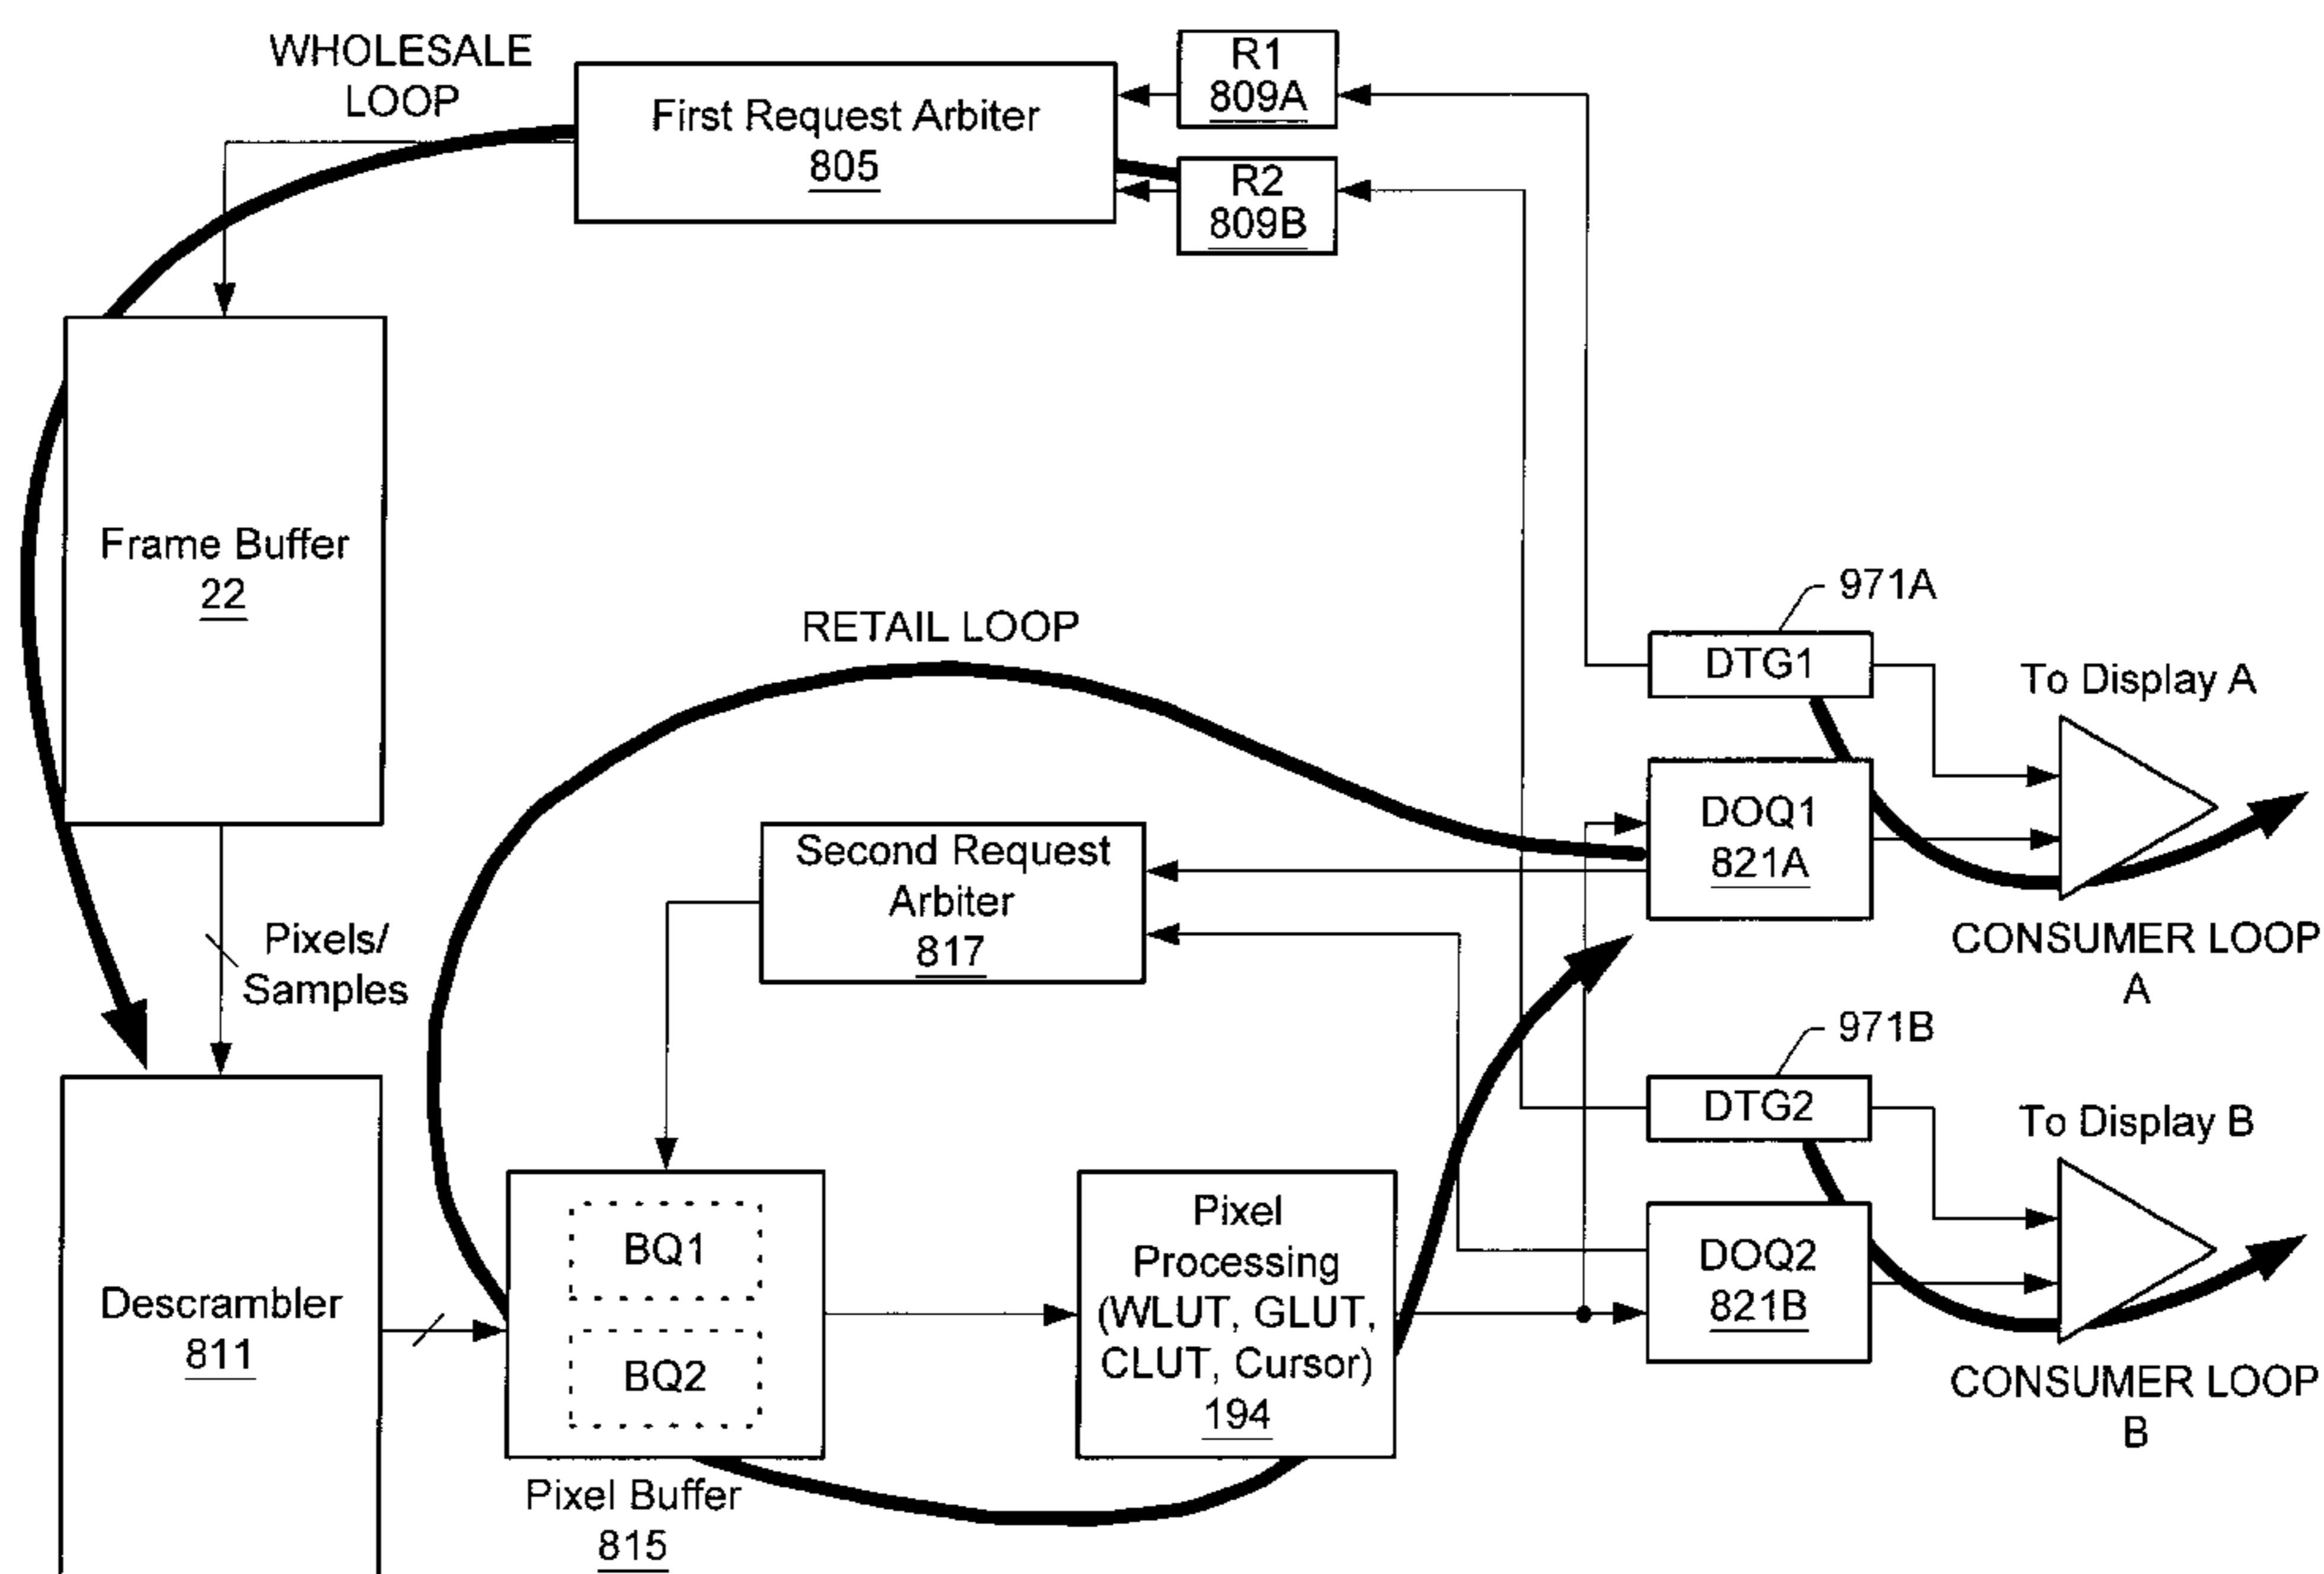 WHOLESALE
LOOP
First Request Arbiter
805
R1
809A
R2
809B
Frame Buffer
22
Pixels/
Samples
RETAIL LOOP
Second Request
Arbiter
817
971A
DTG1
To Display A
DOQ1
821A
CONSUMER LOOP
A
971B
DTG2
To Display B
DOQ2
821B
CONSUMER LOOP
B
Descrambler
811
BQ1
BQ2
Pixel Buffer
815
Pixel
Processing
(WLUT, GLUT,
CLUT, Cursor)
194